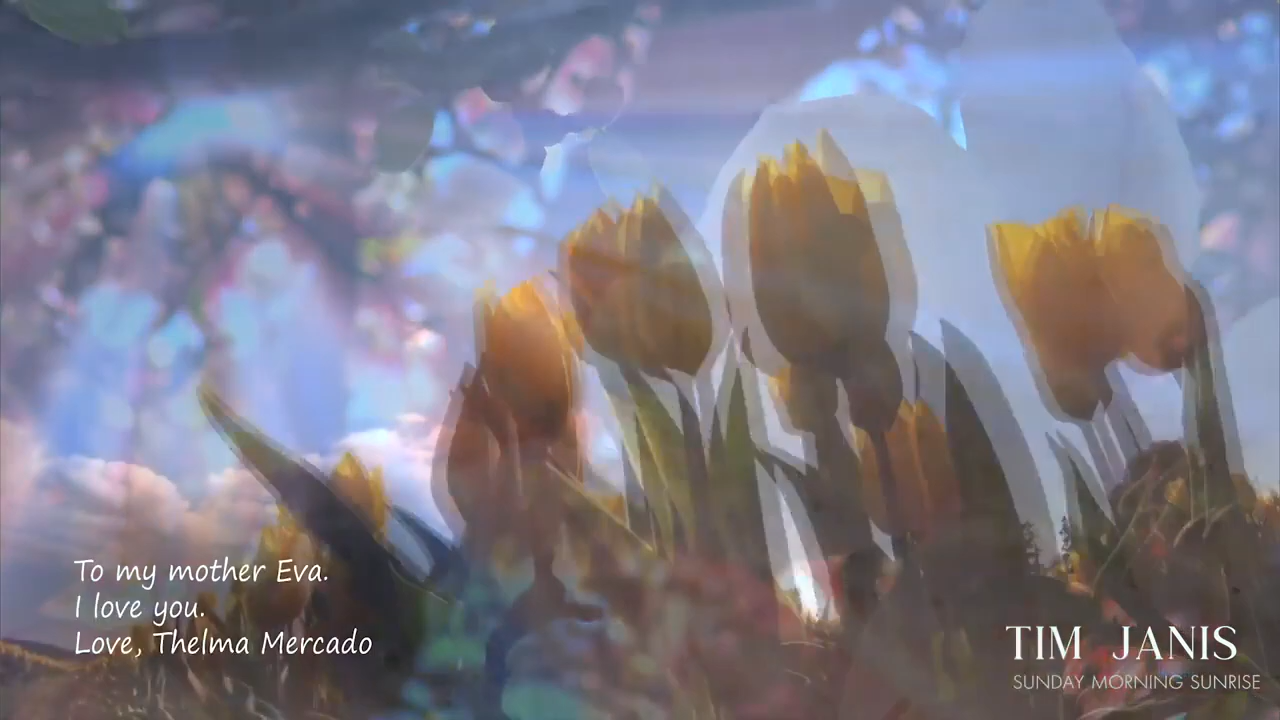 To my mother Eva.
I love you.
Love, Thelma Mercado
TIM JANIS
SUNDAY MORNING SUNRISE